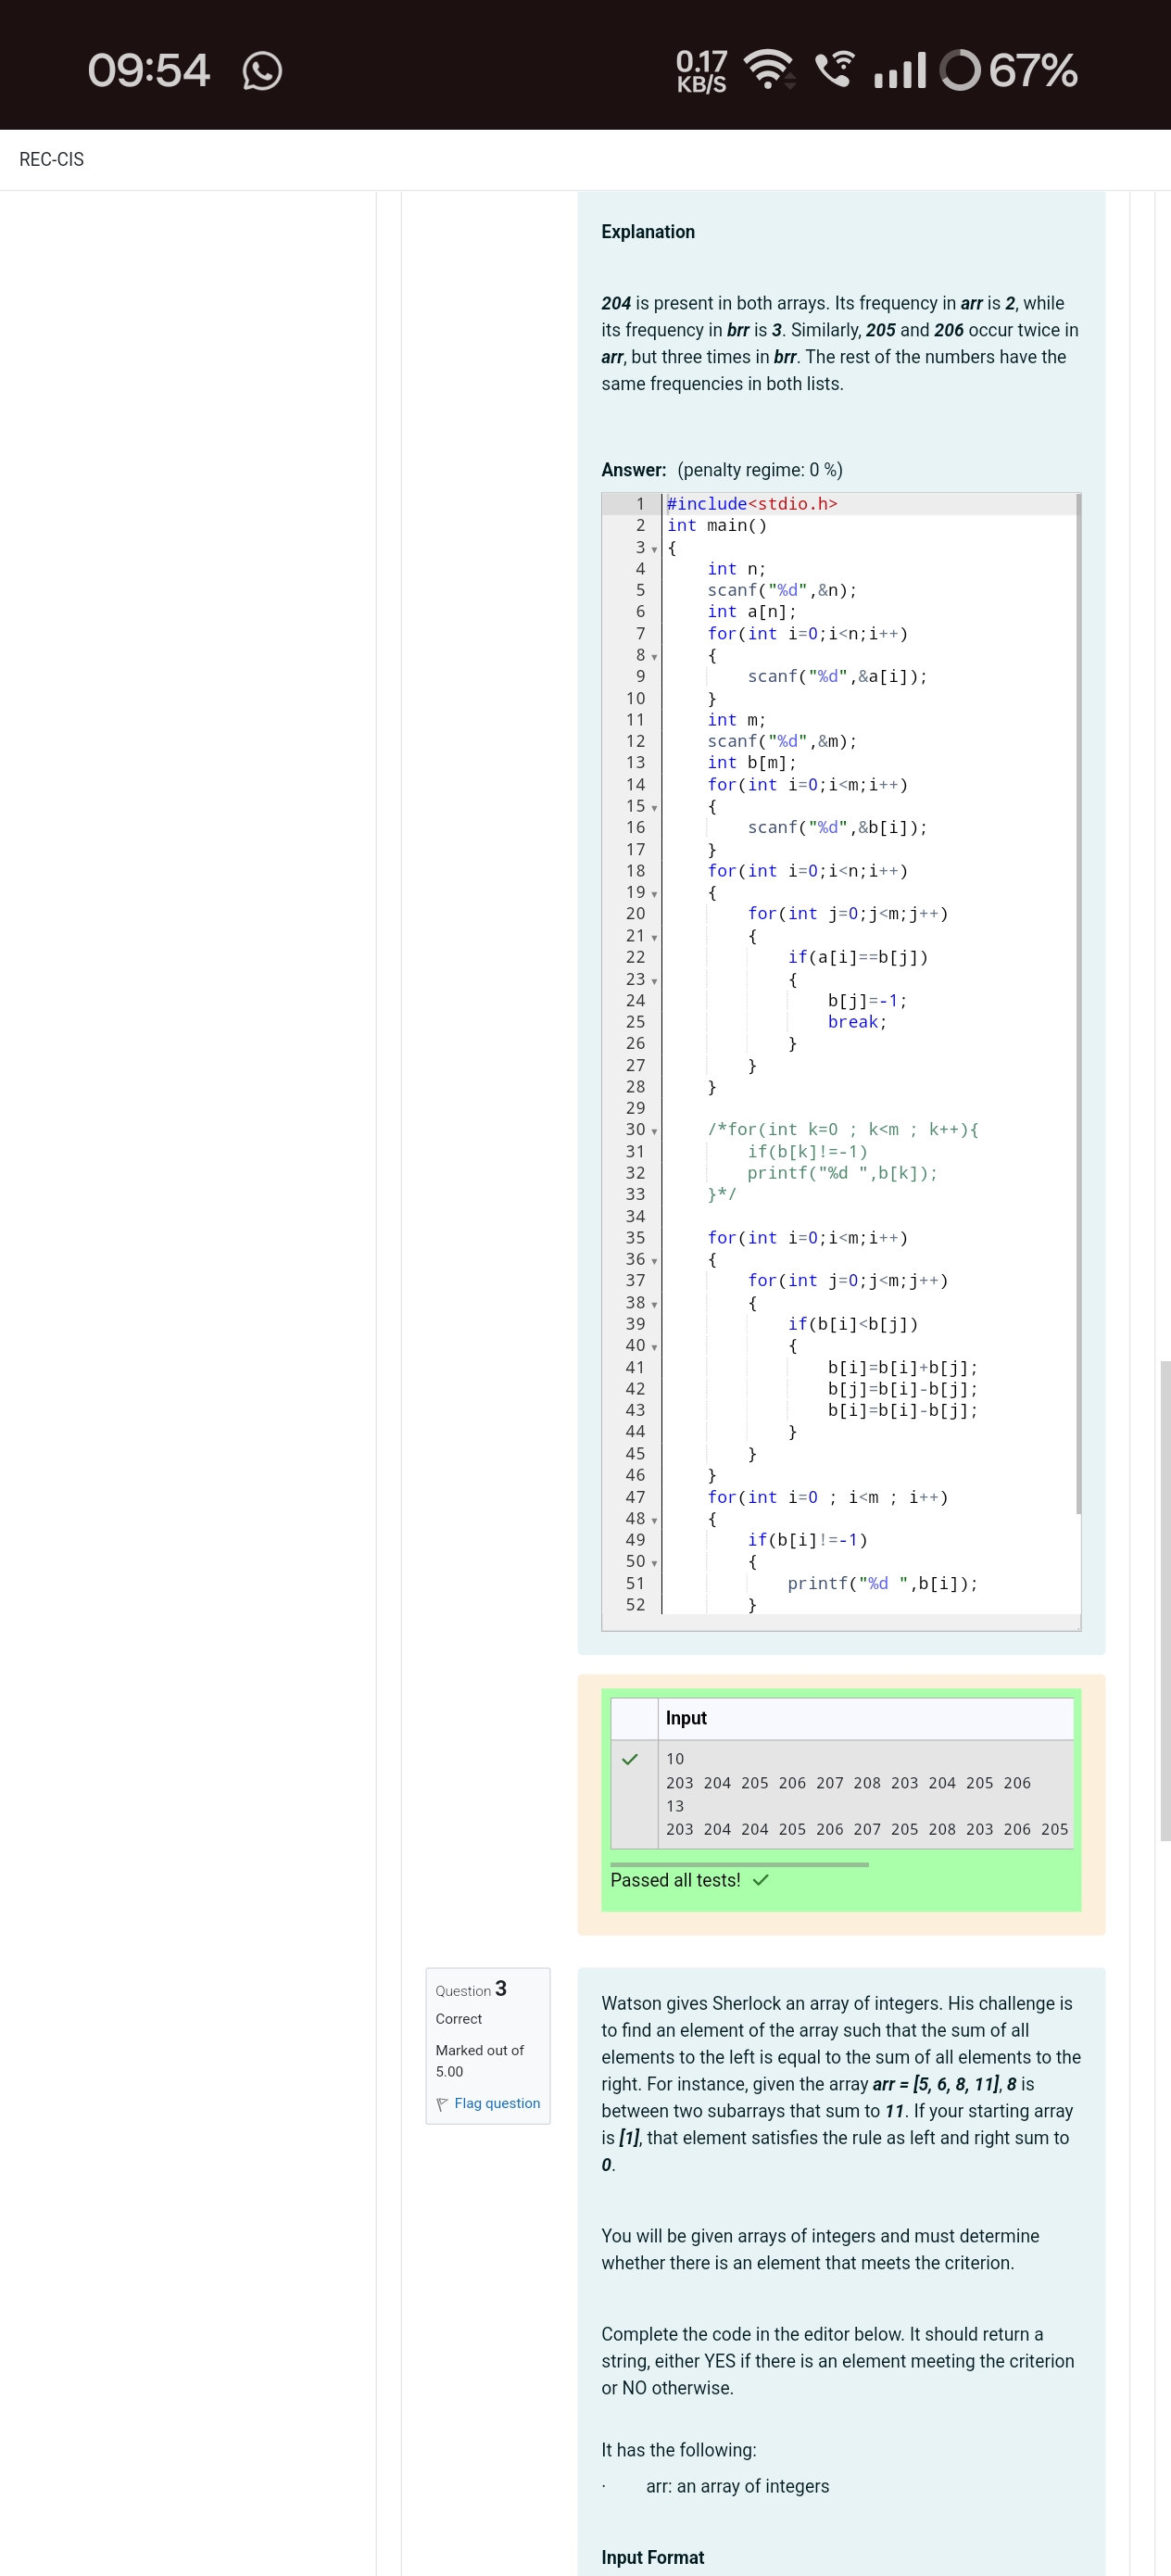 09:54
0.17
KB/S
67%
REC-CIS
Explanation
204 is present in both arrays. Its frequency in arr is 2, while
its frequency in brr is 3. Similarly, 205 and 206 occur twice in
arr, but three times in brr. The rest of the numbers have the
same frequencies in both lists.
Answer: (penalty regime: 0 %)
1 #include<stdio.h>
2 int main()
3 {
4     int n;
5     scanf("%d",&n);
6     int a[n];
7     for(int i=0;i<n;i++)
8     {
9         scanf("%d",&a[i]);
10     }
11     int m;
12     scanf("%d",&m);
13     int b[m];
14     for(int i=0;i<m;i++)
15     {
16         scanf("%d",&b[i]);
17     }
18     for(int i=0;i<n;i++)
19     {
20         for(int j=0;j<m;j++)
21         {
22             if(a[i]==b[j])
23             {
24                 b[j]=-1;
25                 break;
26             }
27         }
28     }
29
30     /*for(int k=0 ; k<m ; k++){
31         if(b[k]!=-1)
32         printf("%d ",b[k]);
33     }*/
34
35     for(int i=0;i<m;i++)
36     {
37         for(int j=0;j<m;j++)
38         {
39             if(b[i]<b[j])
40             {
41                 b[i]=b[i]+b[j];
42                 b[j]=b[i]-b[j];
43                 b[i]=b[i]-b[j];
44             }
45         }
46     }
47     for(int i=0 ; i<m ; i++)
48     {
49         if(b[i]!=-1)
50         {
51             printf("%d ",b[i]);
52         }
Input
10
203 204 205 206 207 208 203 204 205 206
13
203 204 204 205 206 207 205 208 203 206 205
Passed all tests!
Question 3
Correct
Marked out of
5.00
Flag question
Watson gives Sherlock an array of integers. His challenge is
to find an element of the array such that the sum of all
elements to the left is equal to the sum of all elements to the
right. For instance, given the array arr = [5, 6, 8, 11], 8 is
between two subarrays that sum to 11. If your starting array
is [1], that element satisfies the rule as left and right sum to
0.
You will be given arrays of integers and must determine
whether there is an element that meets the criterion.
Complete the code in the editor below. It should return a
string, either YES if there is an element meeting the criterion
or NO otherwise.
It has the following:
· arr: an array of integers
Input Format